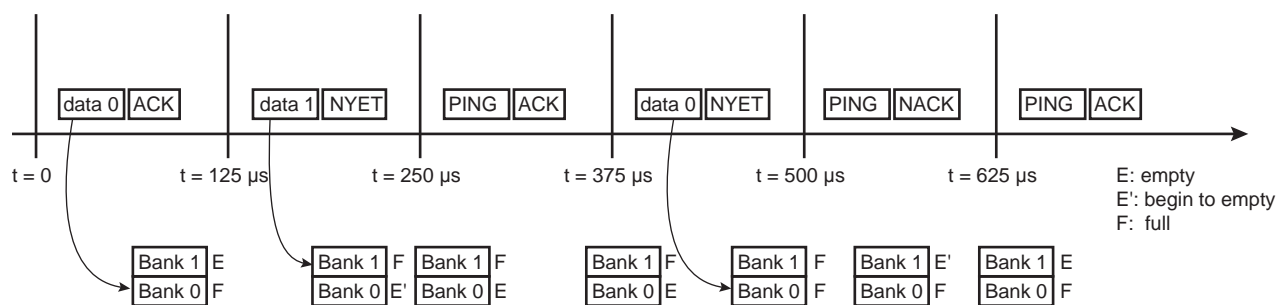 data 0 ACK data 1 NYET PING ACK data 0 NYET PING NACK PING ACK
t = 0 t = 125 μs t = 250 μs t = 375 μs t = 500 μs t = 625 μs
E: empty
E': begin to empty
F: full
Bank 1 E Bank 1 F Bank 1 F Bank 1 F Bank 1 F Bank 1 E' Bank 1 E
Bank 0 F Bank 0 E' Bank 0 E Bank 0 E Bank 0 F Bank 0 F Bank 0 F